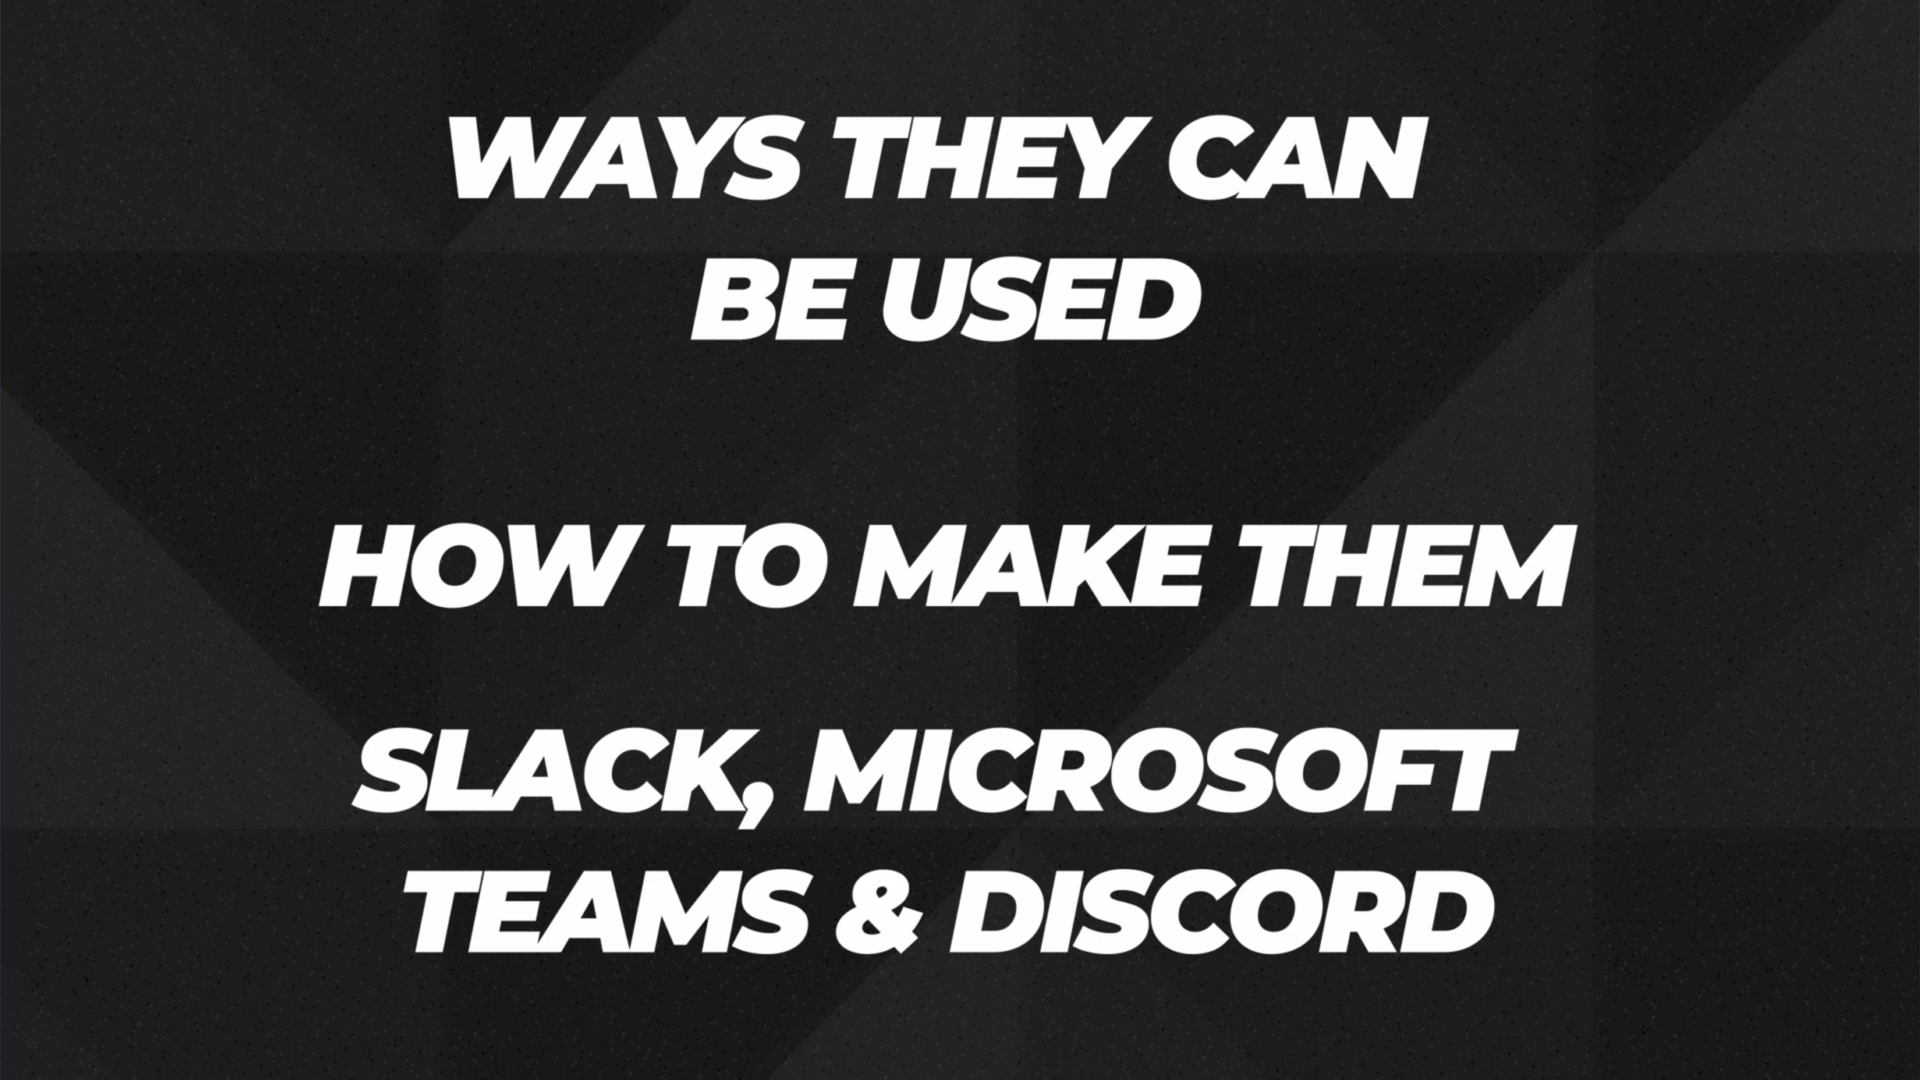 WAYS THEY CAN
BE USED
HOW TO MAKE THEM
SLACK, MICROSOFT
TEAMS & DISCORD